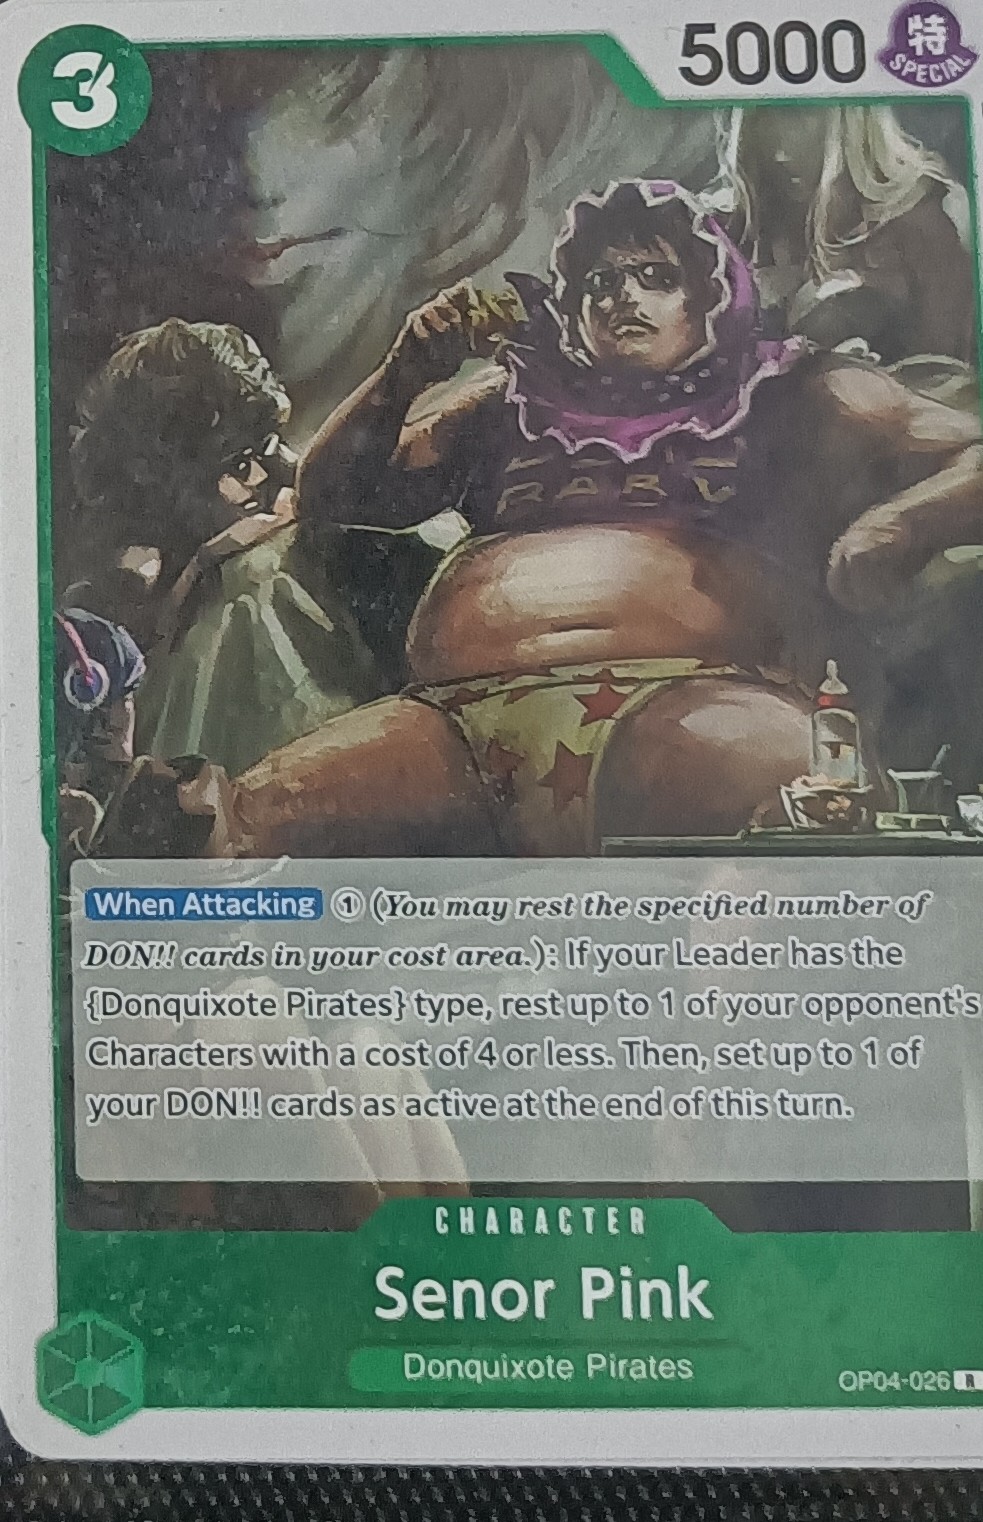 3
5000
特
SPECIAL
When Attacking ① (You may rest the specified number of
DON!! cards in your cost area.): If your Leader has the
{Donquixote Pirates} type, rest up to 1 of your opponent's
Characters with a cost of 4 or less. Then, set up to 1 of
your DON!! cards as active at the end of this turn.
CHARACTER
Senor Pink
Donquixote Pirates
OP04-026 R